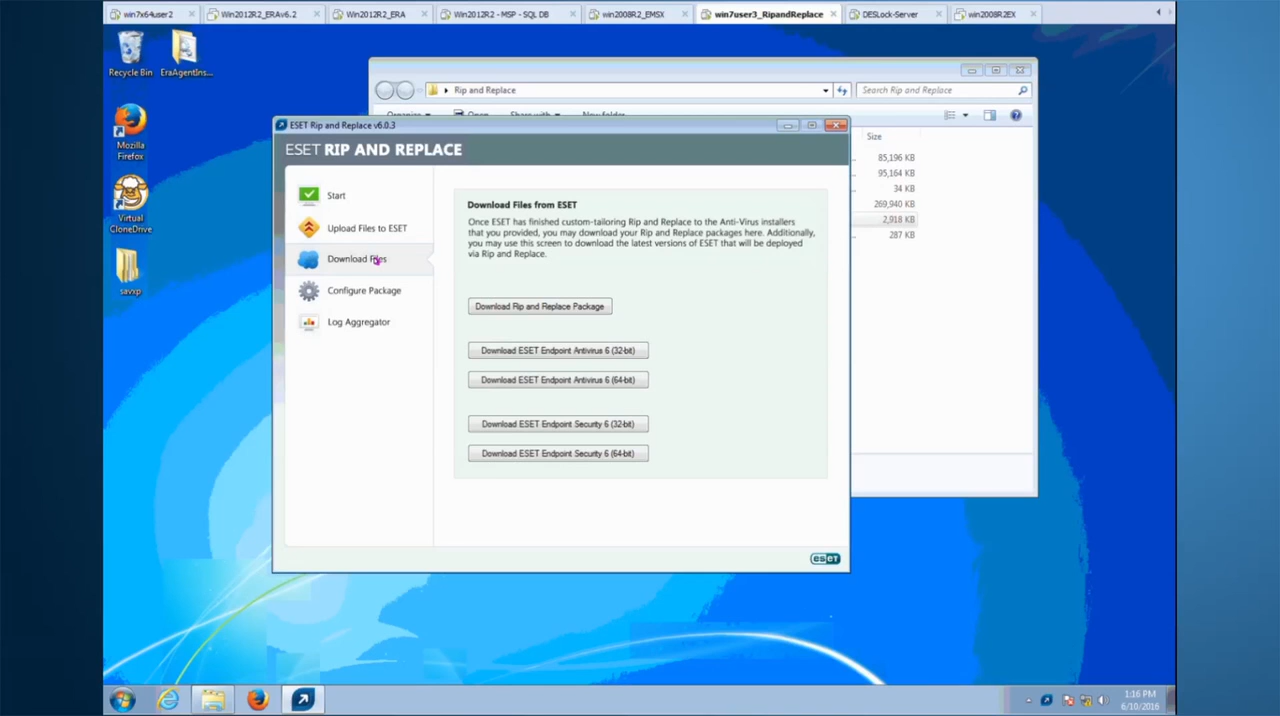 win7x64user2
Win2012R2_ERAv6.2
Win2012R2_ERA
Win2012R2 - MSP - SQL DB
win2008R2_EMSX
win7user3_RipandReplace
DESLock-Server
win2008R2EX
Recycle Bin
EraAgentIns...
Mozilla
Firefox
Virtual
CloneDrive
savxp
Rip and Replace
Search Rip and Replace
Organize
Open
Share with
New folder
Size
85,196 KB
95,164 KB
34 KB
269,940 KB
2,918 KB
287 KB
ESET Rip and Replace v6.0.3
ESET RIP AND REPLACE
Start
Upload Files to ESET
Download Files
Configure Package
Log Aggregator
Download Files from ESET
Once ESET has finished custom-tailoring Rip and Replace to the Anti-Virus installers
that you provided, you may download your Rip and Replace packages here. Additionally,
you may use this screen to download the latest versions of ESET that will be deployed
via Rip and Replace.
Download Rip and Replace Package
Download ESET Endpoint Antivirus 6 (32-bit)
Download ESET Endpoint Antivirus 6 (64-bit)
Download ESET Endpoint Security 6 (32-bit)
Download ESET Endpoint Security 6 (64-bit)
eset
1:16 PM
6/10/2016